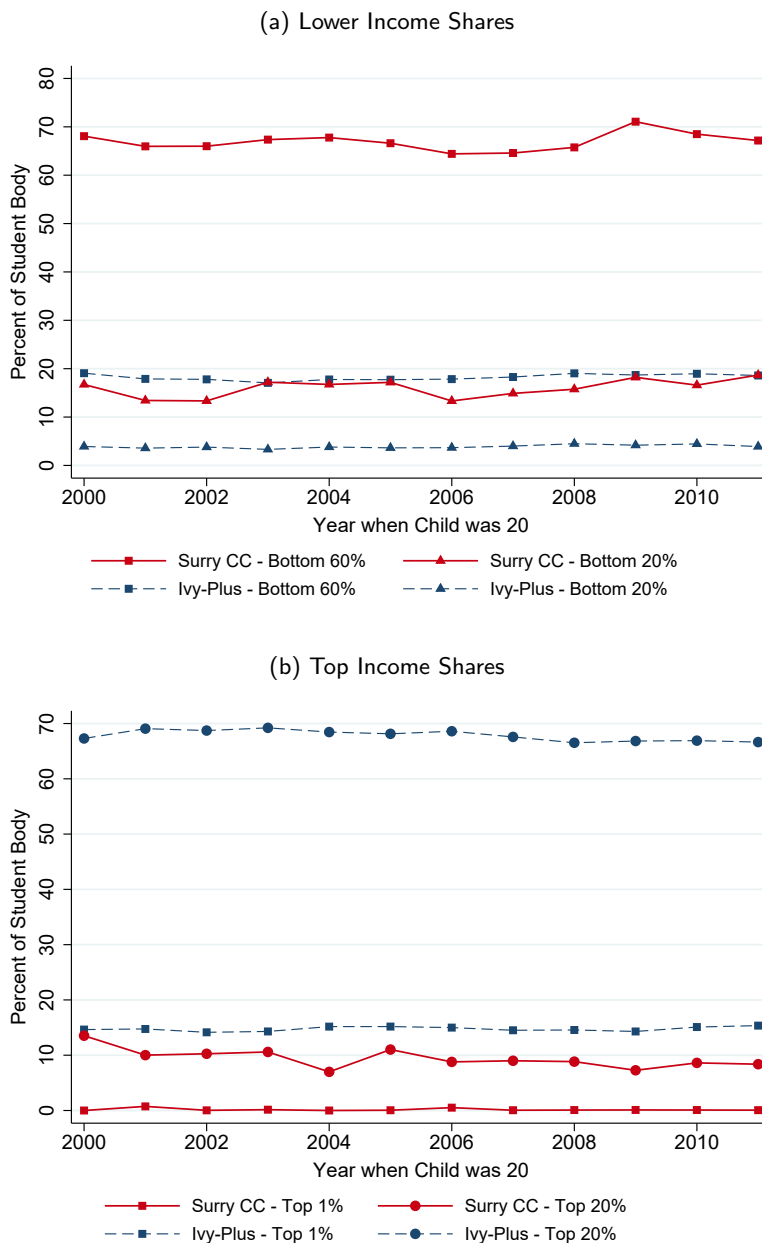 (a) Lower Income Shares
80
70
60
50
40
30
20
10
0
Percent of Student Body
2000 2002 2004 2006 2008 2010
Year when Child was 20
Surry CC - Bottom 60% Surry CC - Bottom 20%
Ivy-Plus - Bottom 60% Ivy-Plus - Bottom 20%
(b) Top Income Shares
70
60
50
40
30
20
10
0
Percent of Student Body
2000 2002 2004 2006 2008 2010
Year when Child was 20
Surry CC - Top 1% Surry CC - Top 20%
Ivy-Plus - Top 1% Ivy-Plus - Top 20%